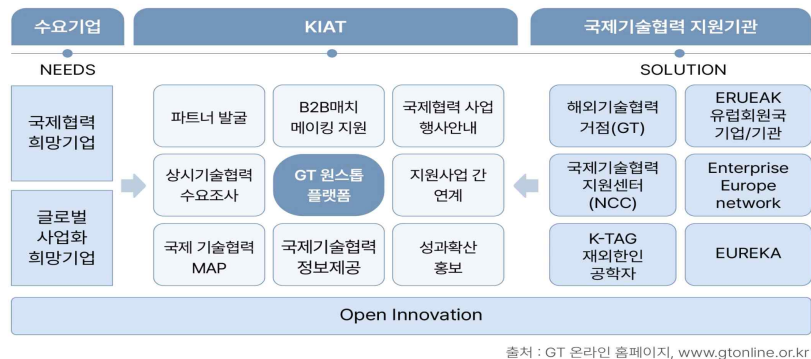 수요기업
KIAT
국제기술협력 지원기관
NEEDS
SOLUTION
국제협력
희망기업
글로벌
사업화
희망기업
파트너 발굴
B2B매치
메이킹 지원
국제협력 사업
행사안내
상시기술협력
수요조사
GT 원스톱
플랫폼
지원사업 간
연계
국제 기술협력
MAP
국제기술협력
정보제공
성과확산
홍보
해외기술협력
거점(GT)
ERUEAK
유럽회원국
기업/기관
국제기술협력
지원센터
(NCC)
Enterprise
Europe
network
K-TAG
재외한인
공학자
EUREKA
Open Innovation
출처 : GT 온라인 홈페이지, www.gtonline.or.kr